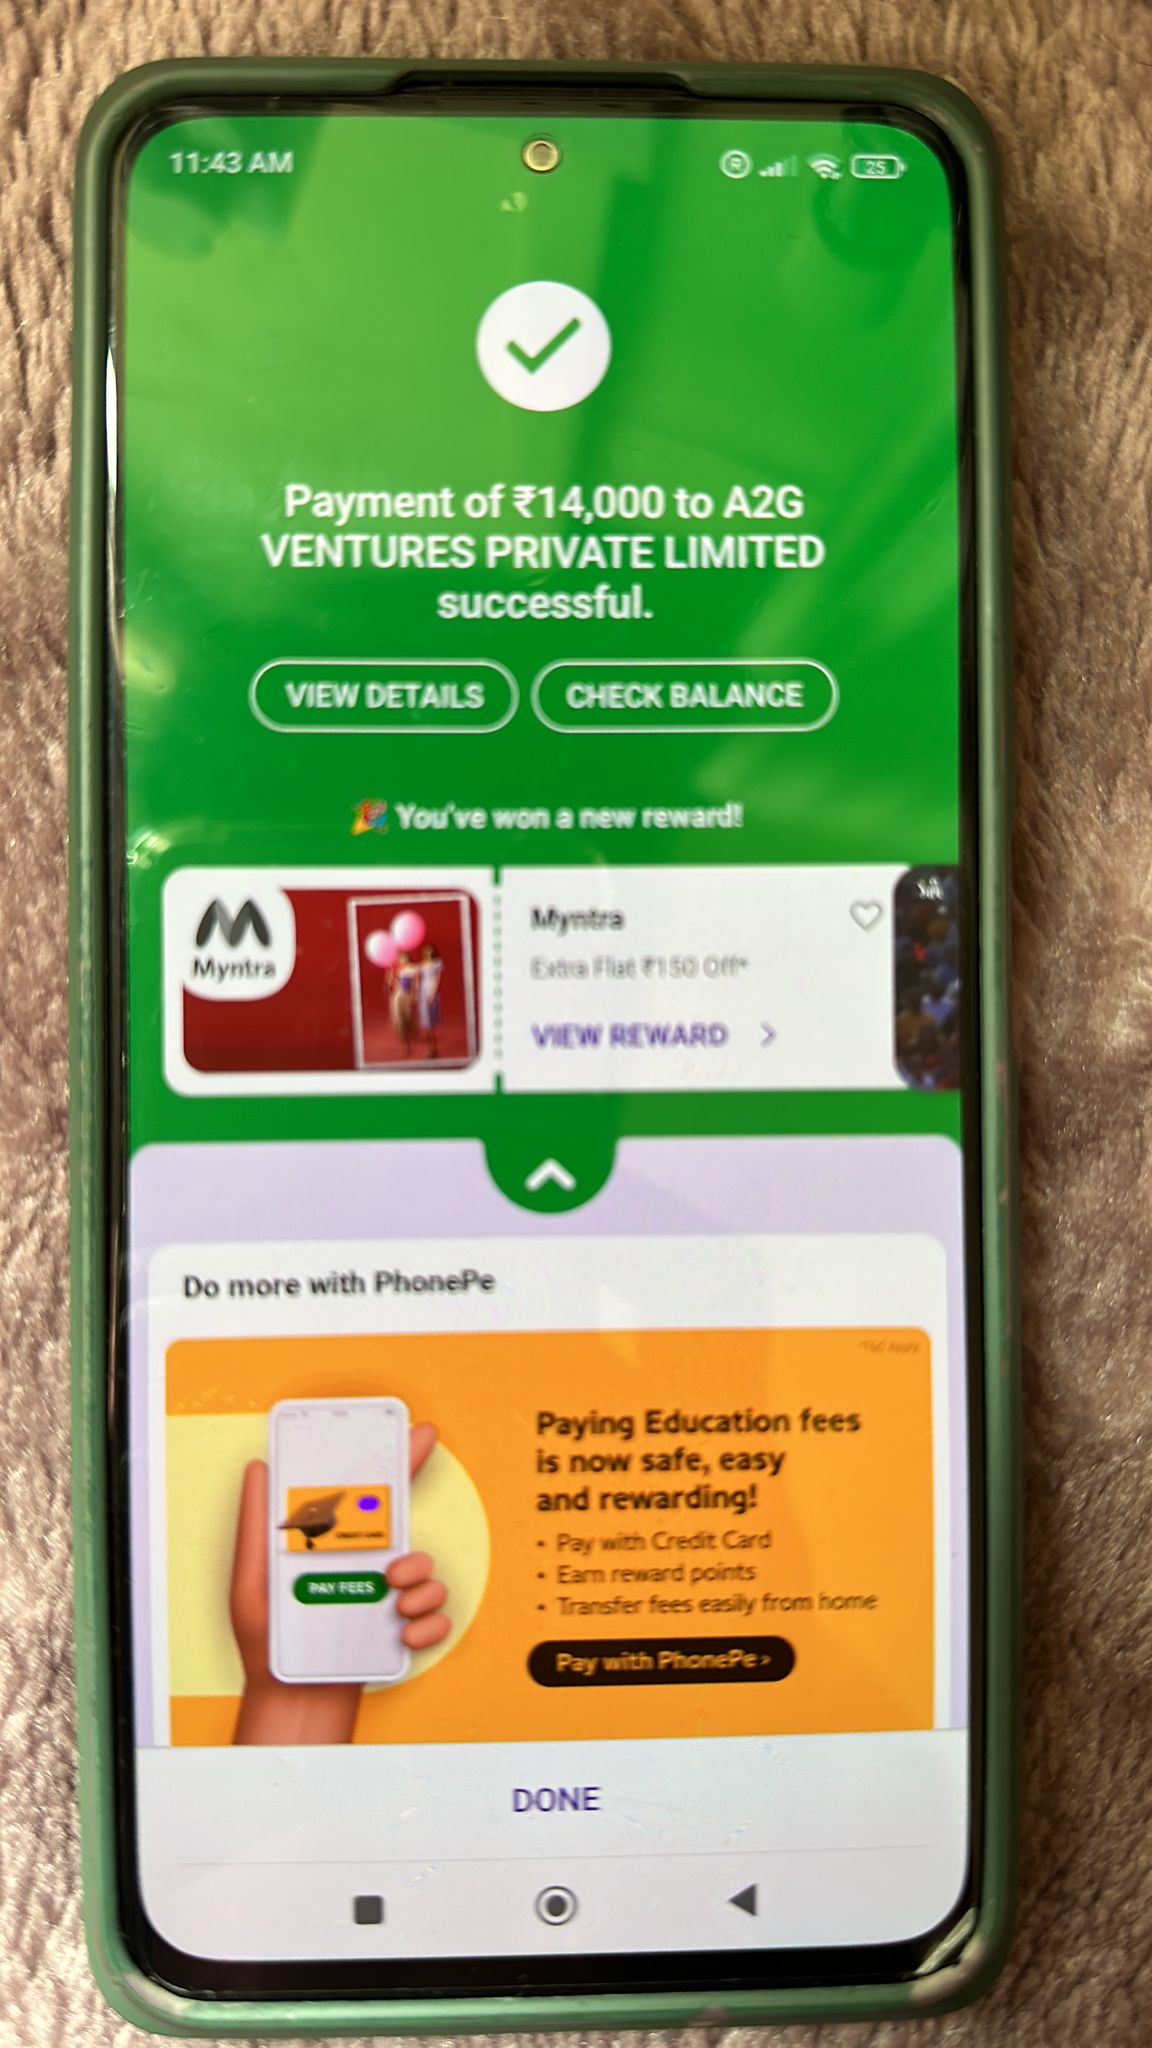 11:43 AM
R
25
Payment of ₹14,000 to A2G
VENTURES PRIVATE LIMITED
successful.
VIEW DETAILS
CHECK BALANCE
You've won a new reward!
Myntra
Myntra
Extra Flat ₹150 Off*
VIEW REWARD
Do more with PhonePe
*T&C Apply
Paying Education fees
is now safe, easy
and rewarding!
• Pay with Credit Card
• Earn reward points
• Transfer fees easily from home
PAY FEES
Pay with PhonePe ›
DONE